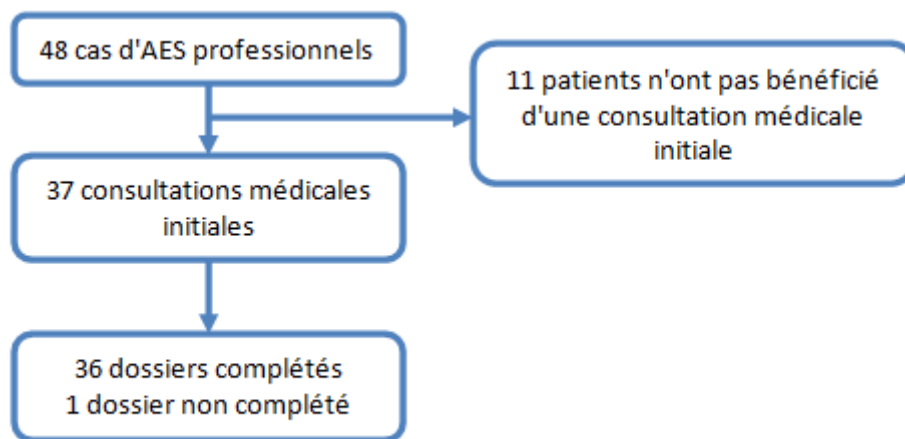 48 cas d'AES professionnels
11 patients n'ont pas bénéficié
d'une consultation médicale
initiale
37 consultations médicales
initiales
36 dossiers complétés
1 dossier non complété